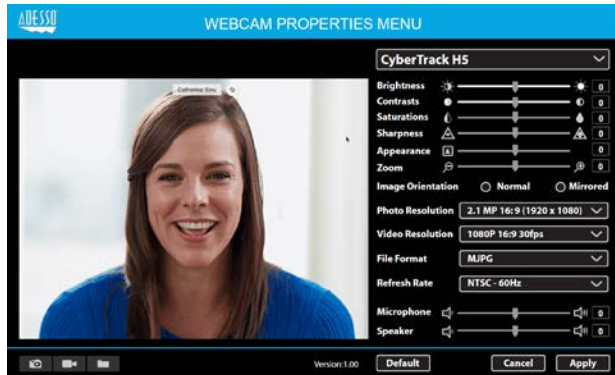 ADESSO
WEBCAM PROPERTIES MENU
CyberTrack H5
Brightness 0
Contrasts 0
Saturations 0
Sharpness 0
Appearance 0
Zoom 0
Image Orientation Normal Mirrored
Photo Resolution 2.1 MP 16:9 (1920 x 1080)
Video Resolution 1080P 16:9 30fps
File Format MJPG
Refresh Rate NTSC - 60Hz
Microphone 0
Speaker 0
Version:1.00 Default Cancel Apply